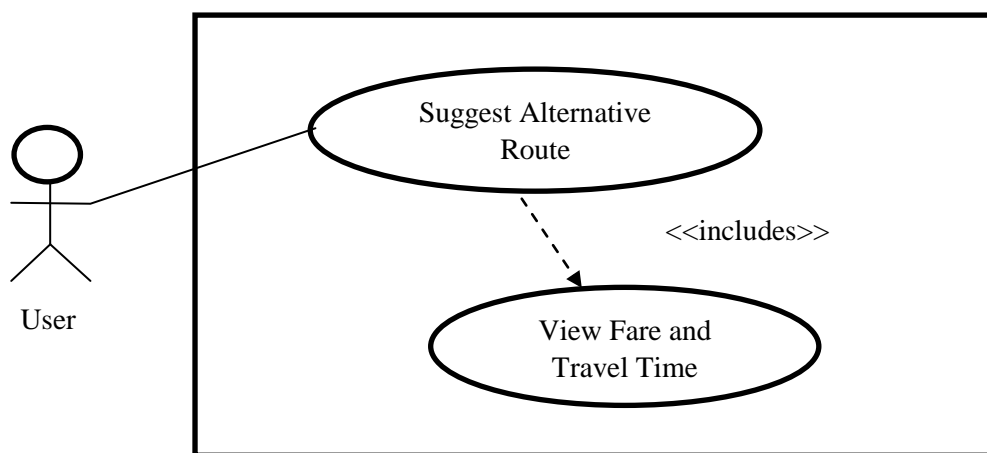 Suggest Alternative
Route
<<includes>>
User
View Fare and
Travel Time